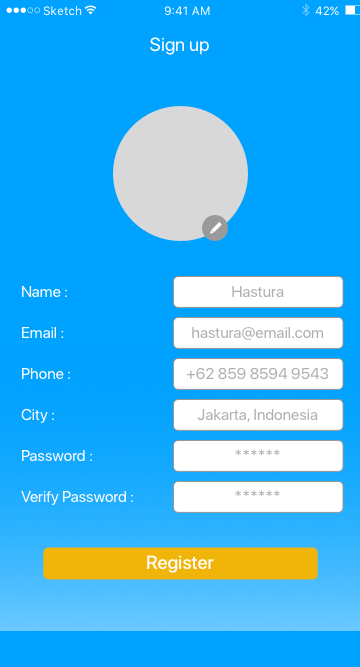 Sketch 9:41 AM 42%
Sign up
Name : Hastura
Email : hastura@email.com
Phone : +62 859 8594 9543
City : Jakarta, Indonesia
Password : ******
Verify Password : ******
Register